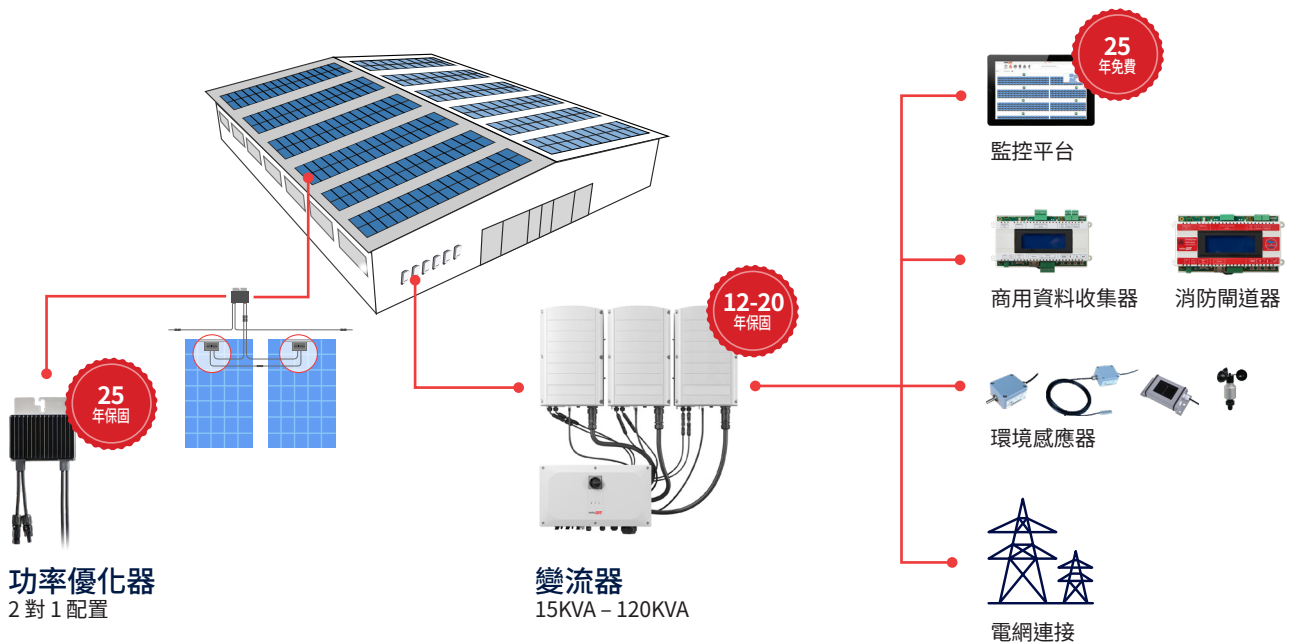 25
年免費
監控平台
商用資料收集器
消防閘道器
12-20
年保固
25
年保固
環境感應器
功率優化器
2 對 1 配置
變流器
15KVA – 120KVA
電網連接